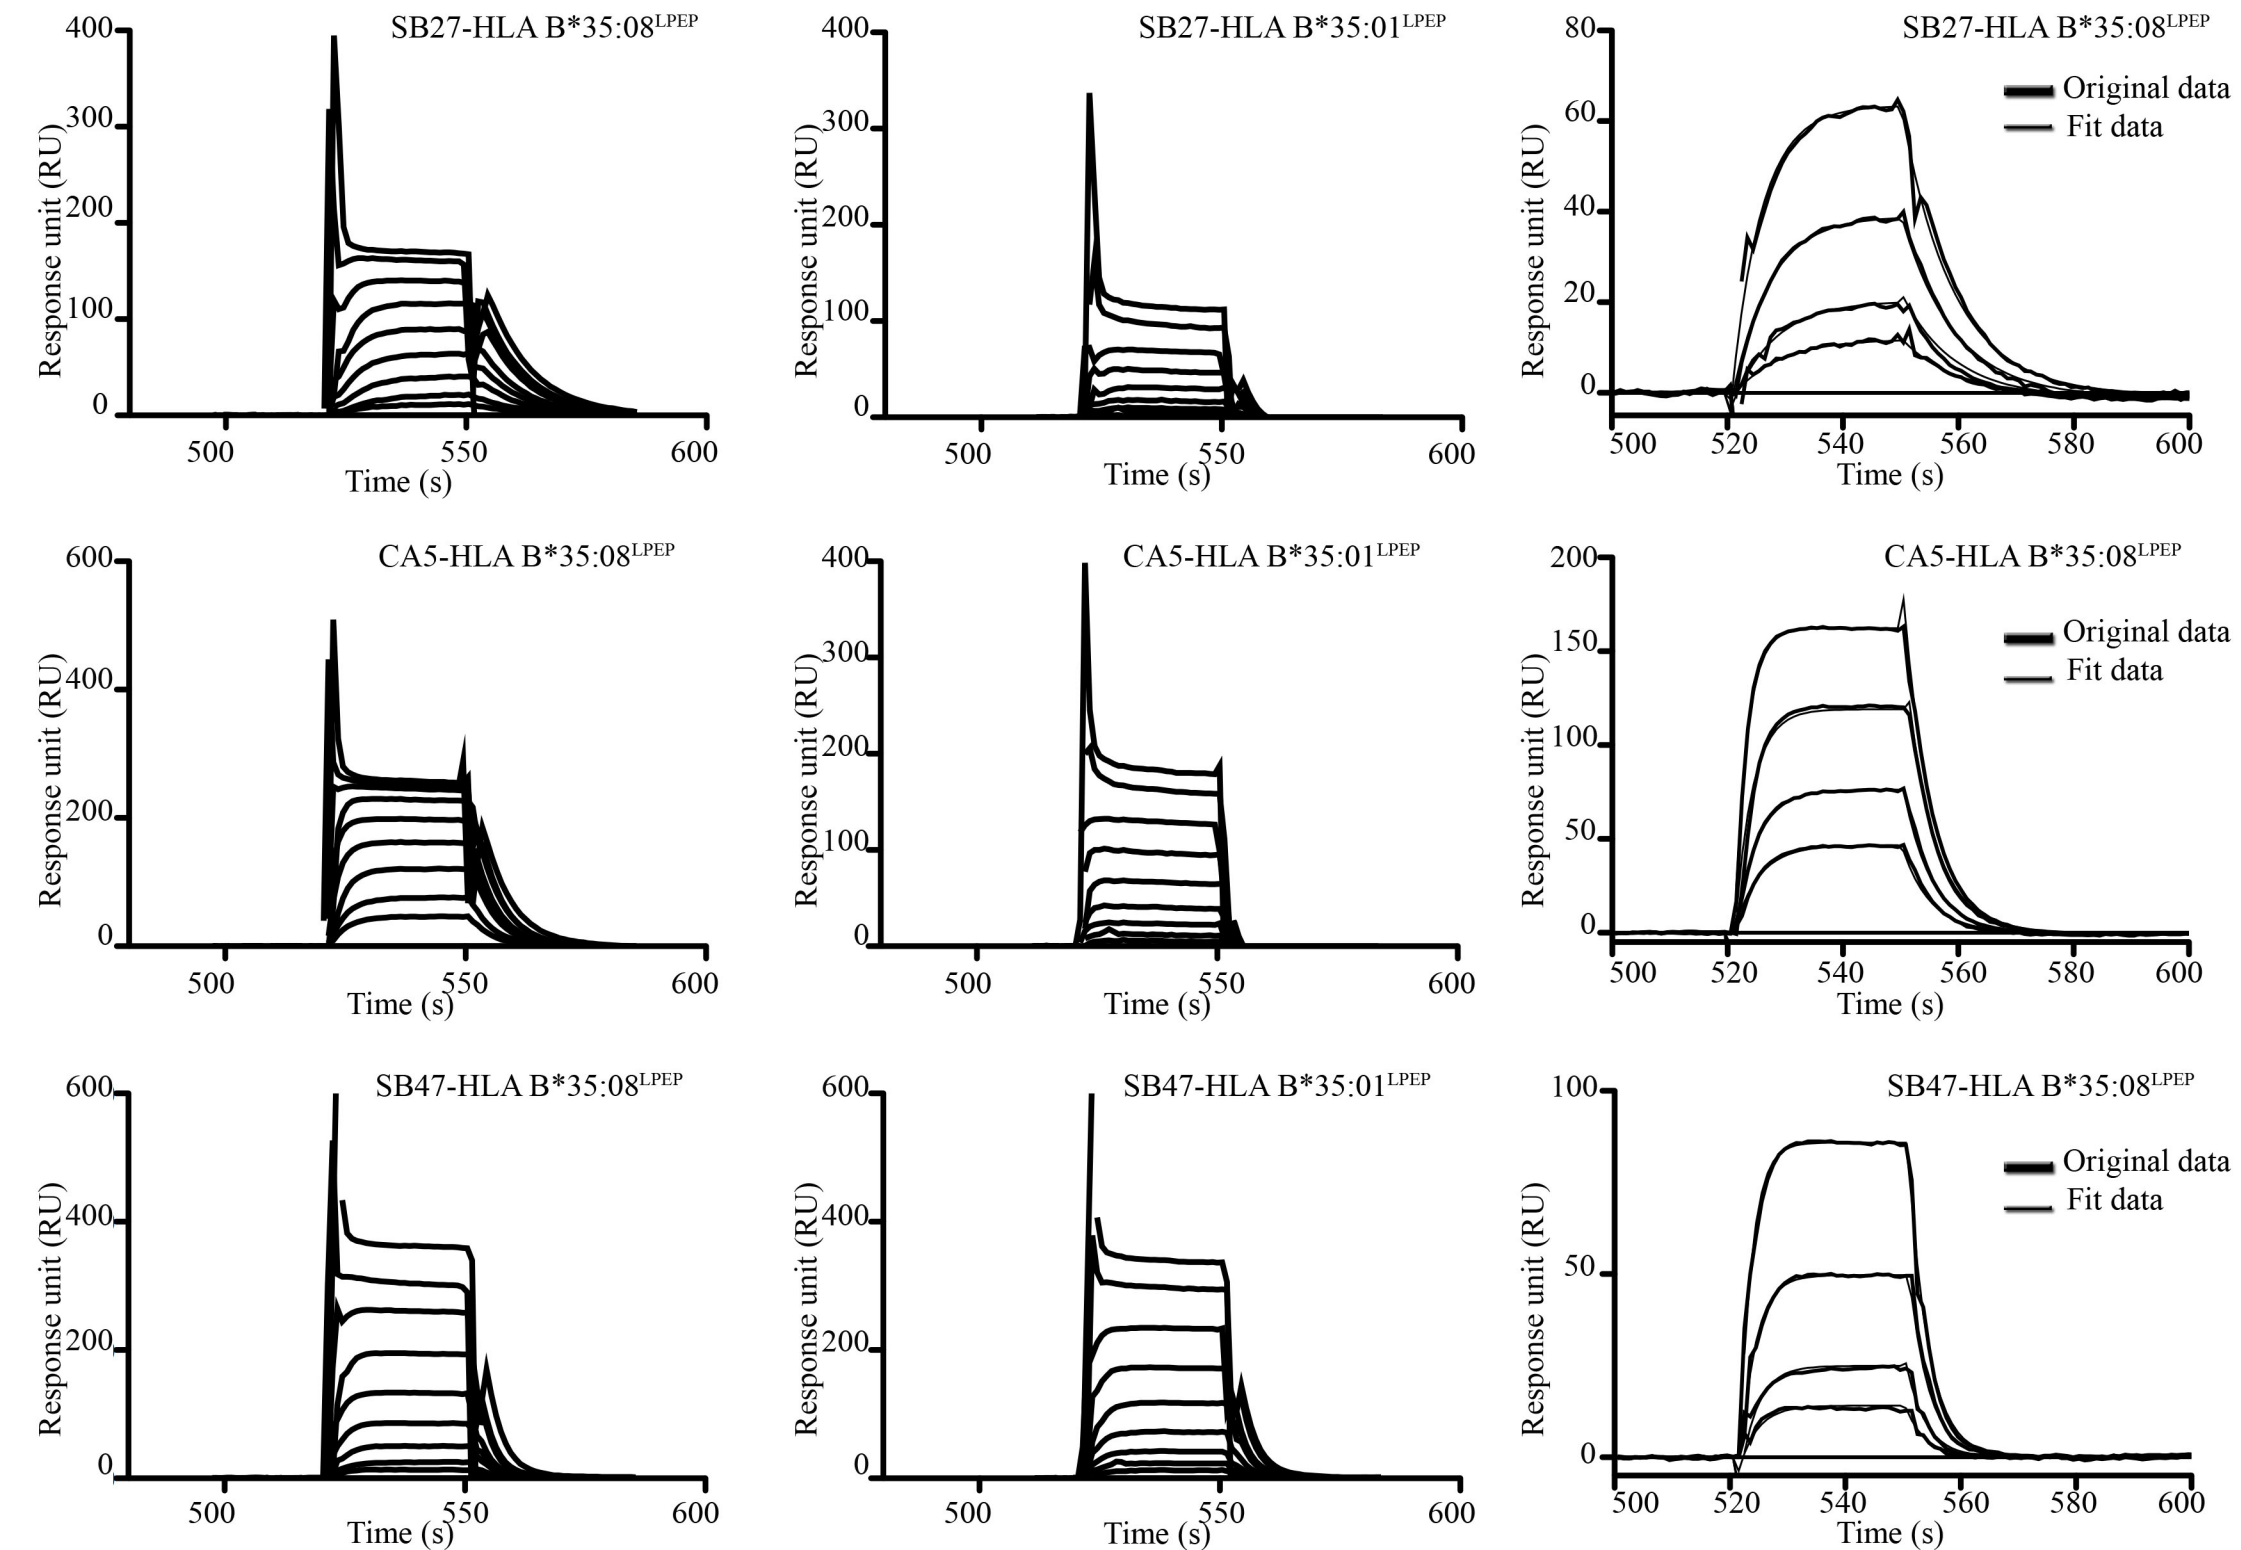 SB27-HLA B*35:08LPEP
Response unit (RU)
400
300
200
100
0
500
550
600
Time (s)
SB27-HLA B*35:01LPEP
Response unit (RU)
400
300
200
100
0
500
550
600
Time (s)
SB27-HLA B*35:08LPEP
Original data
Fit data
Response unit (RU)
80
60
40
20
0
500
520
540
560
580
600
Time (s)
CA5-HLA B*35:08LPEP
Response unit (RU)
600
400
200
0
500
550
600
Time (s)
CA5-HLA B*35:01LPEP
Response unit (RU)
400
300
200
100
0
500
550
600
Time (s)
CA5-HLA B*35:08LPEP
Original data
Fit data
Response unit (RU)
200
150
100
50
0
500
520
540
560
580
600
Time (s)
SB47-HLA B*35:08LPEP
Response unit (RU)
600
400
200
0
500
550
600
Time (s)
SB47-HLA B*35:01LPEP
Response unit (RU)
600
400
200
0
500
550
600
Time (s)
SB47-HLA B*35:08LPEP
Original data
Fit data
Response unit (RU)
100
50
0
500
520
540
560
580
600
Time (s)